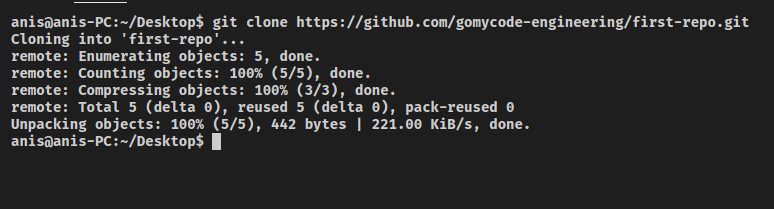 anis@anis-PC:~/Desktop$ git clone https://github.com/gomycode-engineering/first-repo.git
Cloning into 'first-repo'...
remote: Enumerating objects: 5, done.
remote: Counting objects: 100% (5/5), done.
remote: Compressing objects: 100% (3/3), done.
remote: Total 5 (delta 0), reused 5 (delta 0), pack-reused 0
Unpacking objects: 100% (5/5), 442 bytes | 221.00 KiB/s, done.
anis@anis-PC:~/Desktop$